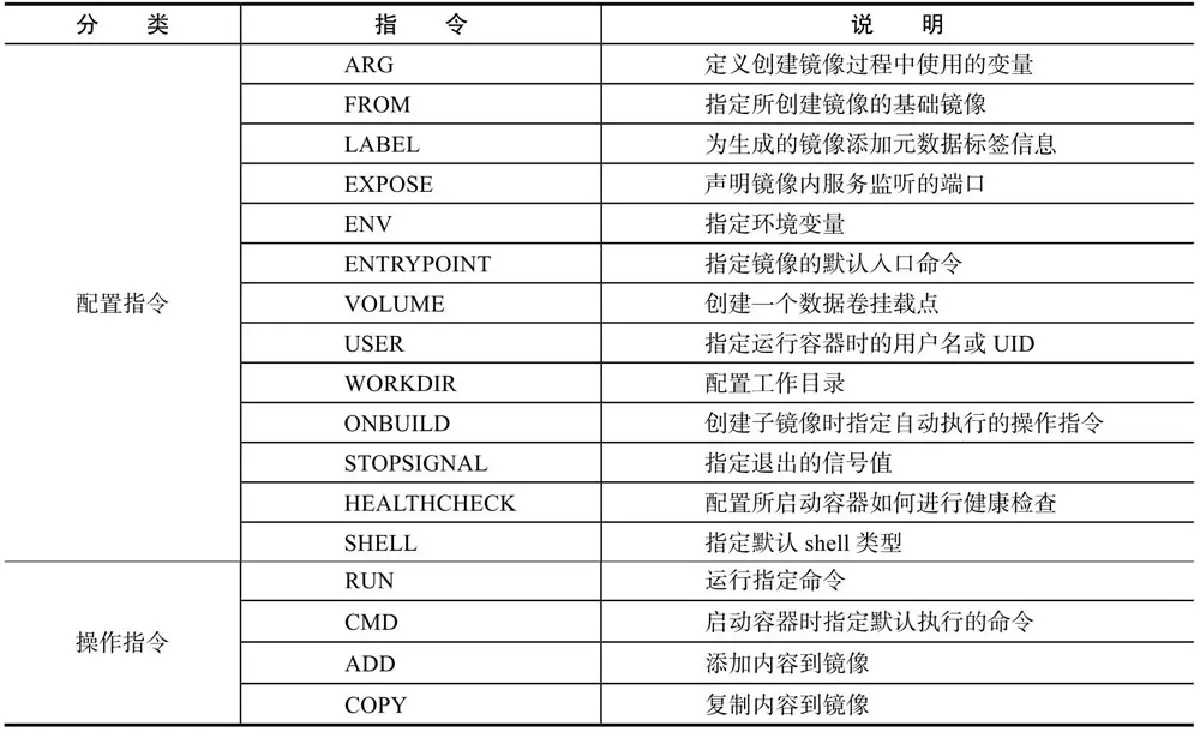 分 类 指 令 说 明
ARG 定义创建镜像过程中使用的变量
FROM 指定所创建镜像的基础镜像
LABEL 为生成的镜像添加元数据标签信息
EXPOSE 声明镜像内服务监听的端口
ENV 指定环境变量
ENTRYPOINT 指定镜像的默认入口命令
配置指令 VOLUME 创建一个数据卷挂载点
USER 指定运行容器时的用户名或 UID
WORKDIR 配置工作目录
ONBUILD 创建子镜像时指定自动执行的操作指令
STOPSIGNAL 指定退出的信号值
HEALTHCHECK 配置所启动容器如何进行健康检查
SHELL 指定默认 shell 类型
RUN 运行指定命令
操作指令 CMD 启动容器时指定默认执行的命令
ADD 添加内容到镜像
COPY 复制内容到镜像